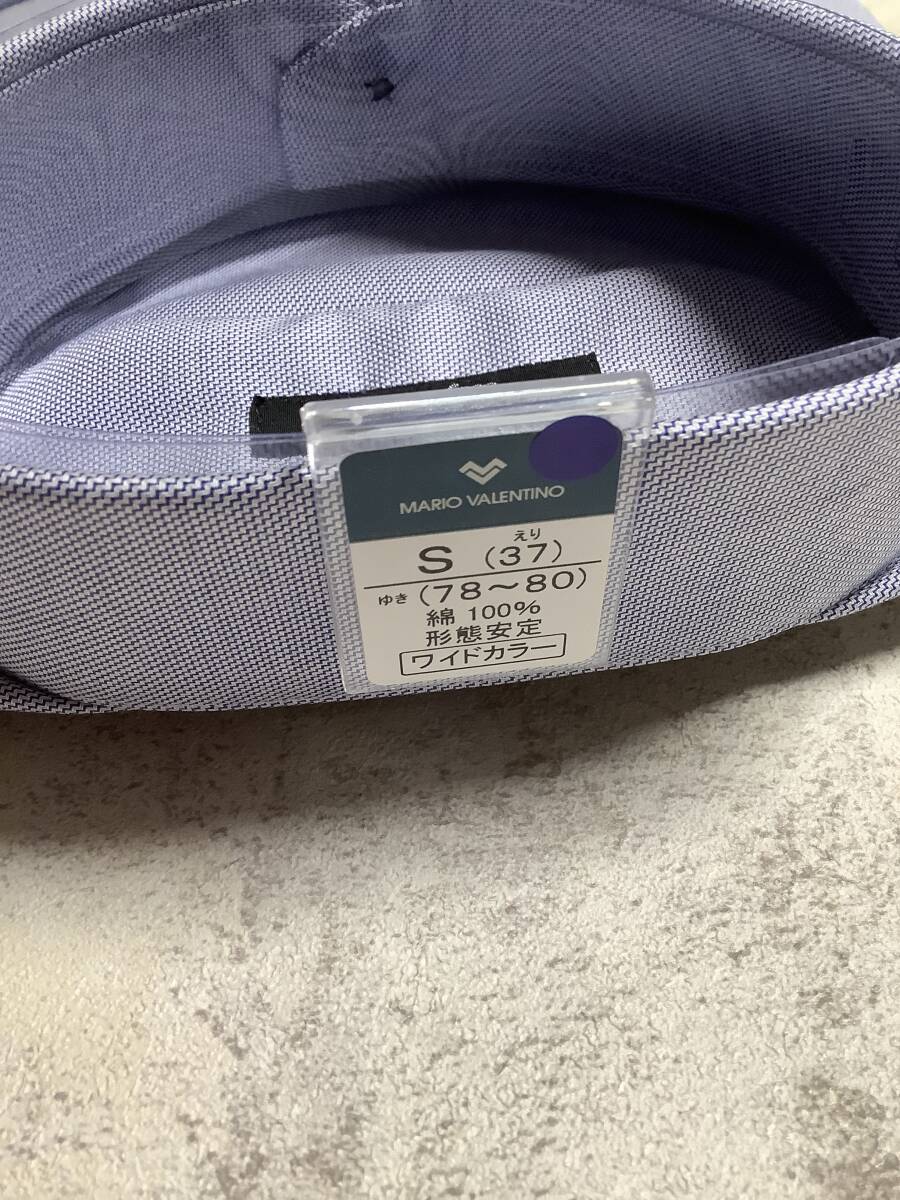 MARIO VALENTINO
えり
S (37)
ゆき (78～80)
綿 100%
形態安定
ワイドカラー